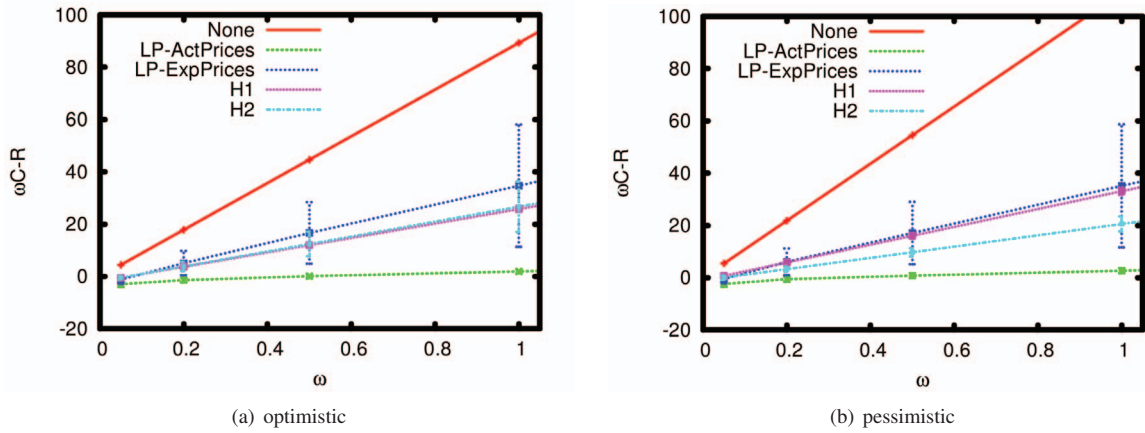 100
80
60
40
20
0
-20
ωC-R
None
LP-ActPrices
LP-ExpPrices
H1
H2
0 0.2 0.4 0.6 0.8 1
ω
(a) optimistic
100
80
60
40
20
0
-20
ωC-R
None
LP-ActPrices
LP-ExpPrices
H1
H2
0 0.2 0.4 0.6 0.8 1
ω
(b) pessimistic